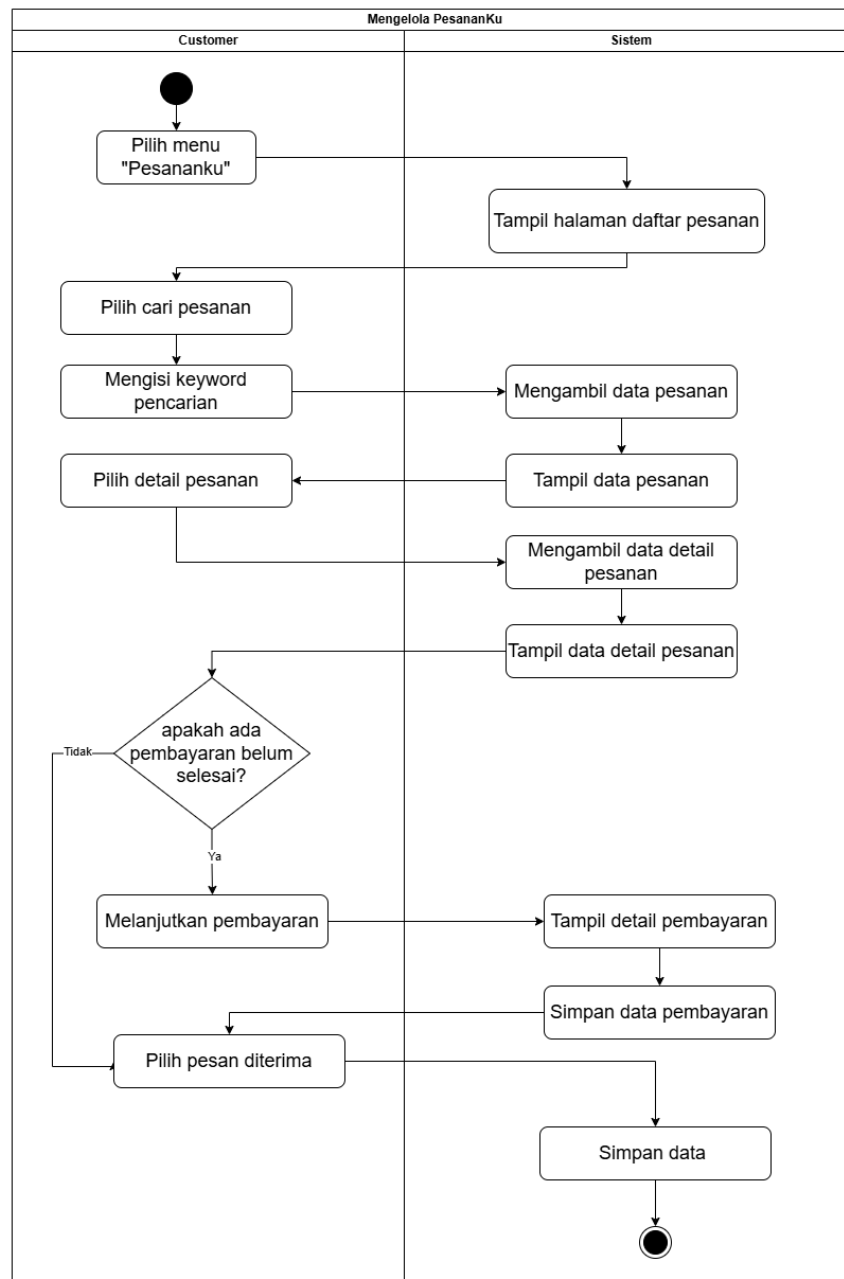 Mengelola PesananKu
Customer
Sistem
Pilih menu
"Pesananku"
Tampil halaman daftar pesanan
Pilih cari pesanan
Mengisi keyword
pencarian
Mengambil data pesanan
Pilih detail pesanan
Tampil data pesanan
Mengambil data detail
pesanan
Tampil data detail pesanan
apakah ada
pembayaran belum
selesai?
Tidak
Ya
Melanjutkan pembayaran
Tampil detail pembayaran
Simpan data pembayaran
Pilih pesan diterima
Simpan data